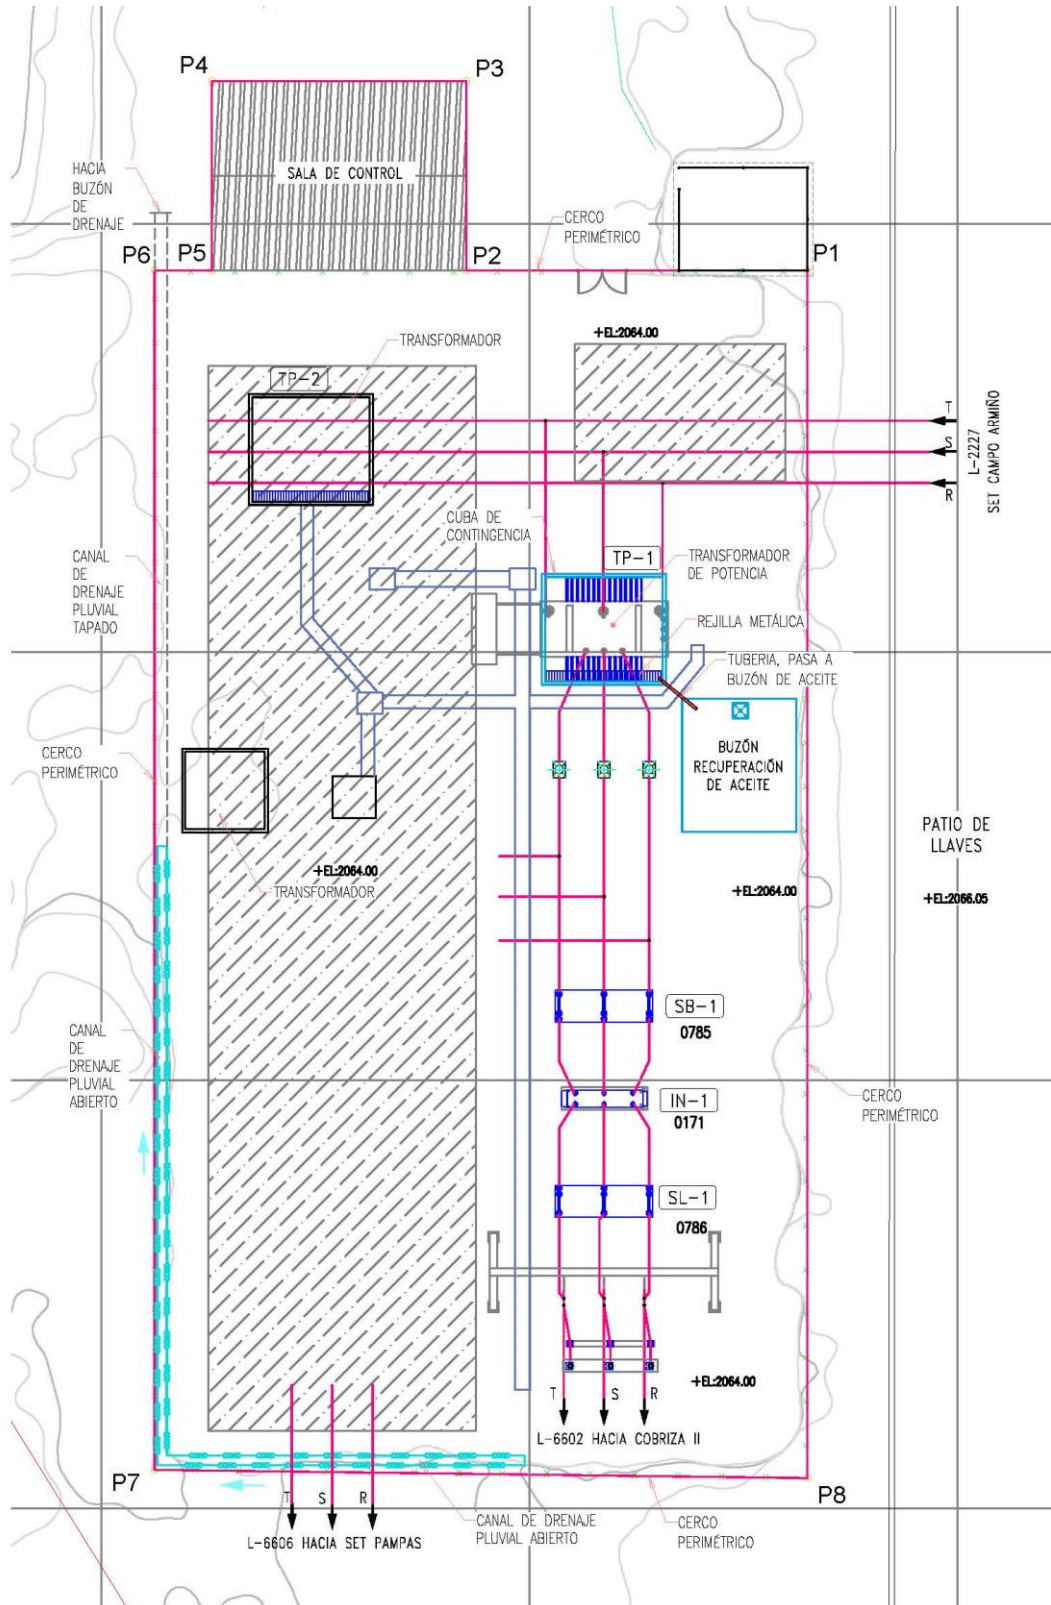 P4
P3
HACIA
BUZÓN
DE
DRENAJE
SALA DE CONTROL
CERCO
PERIMÉTRICO
P6
P5
P2
P1
+EL:2064.00
TRANSFORMADOR
TP-2
T
S
R
L-2227
SET CAMPO ARMIÑO
CUBA DE
CONTINGENCIA
TP-1
TRANSFORMADOR
DE POTENCIA
CANAL
DE
DRENAJE
PLUVIAL
TAPADO
REJILLA METÁLICA
TUBERIA, PASA A
BUZÓN DE ACEITE
CERCO
PERIMÉTRICO
BUZÓN
RECUPERACIÓN
DE ACEITE
PATIO DE
LLAVES
+EL:2064.00
TRANSFORMADOR
+EL:2064.00
+EL:2066.05
SB-1
0785
CANAL
DE
DRENAJE
PLUVIAL
ABIERTO
IN-1
0171
CERCO
PERIMÉTRICO
SL-1
0786
+EL:2064.00
T
S
R
L-6602 HACIA COBRIZA II
P7
P8
T
S
R
L-6606 HACIA SET PAMPAS
CANAL DE DRENAJE
PLUVIAL ABIERTO
CERCO
PERIMÉTRICO